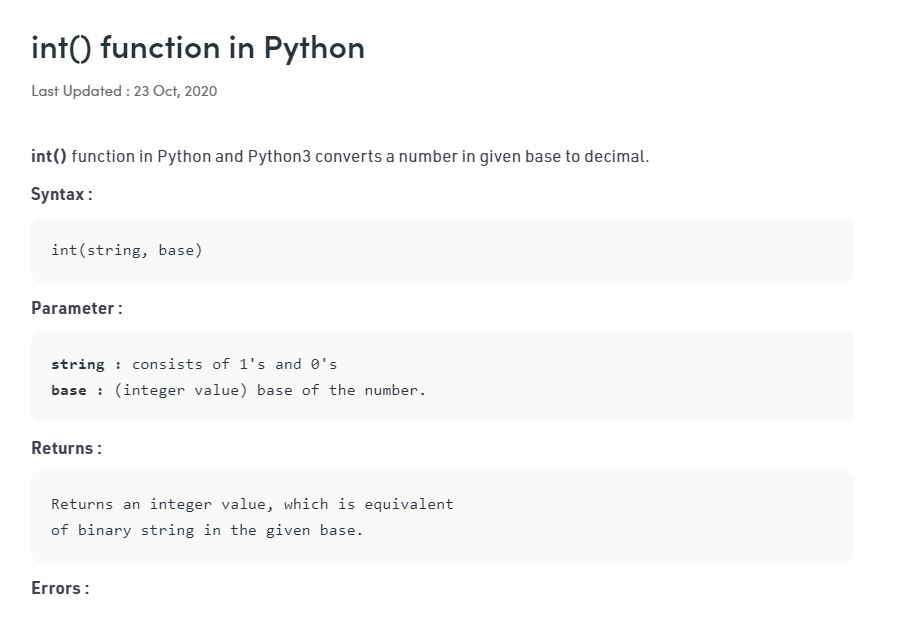 int() function in Python
Last Updated : 23 Oct, 2020
int() function in Python and Python3 converts a number in given base to decimal.
Syntax :
int(string, base)
Parameter :
string : consists of 1's and 0's
base : (integer value) base of the number.
Returns :
Returns an integer value, which is equivalent
of binary string in the given base.
Errors :